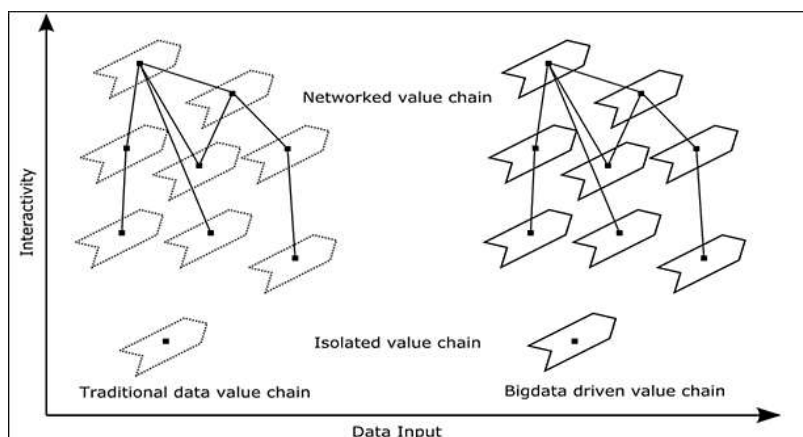 Networked value chain
Interactivity
Isolated value chain
Traditional data value chain
Bigdata driven value chain
Data Input